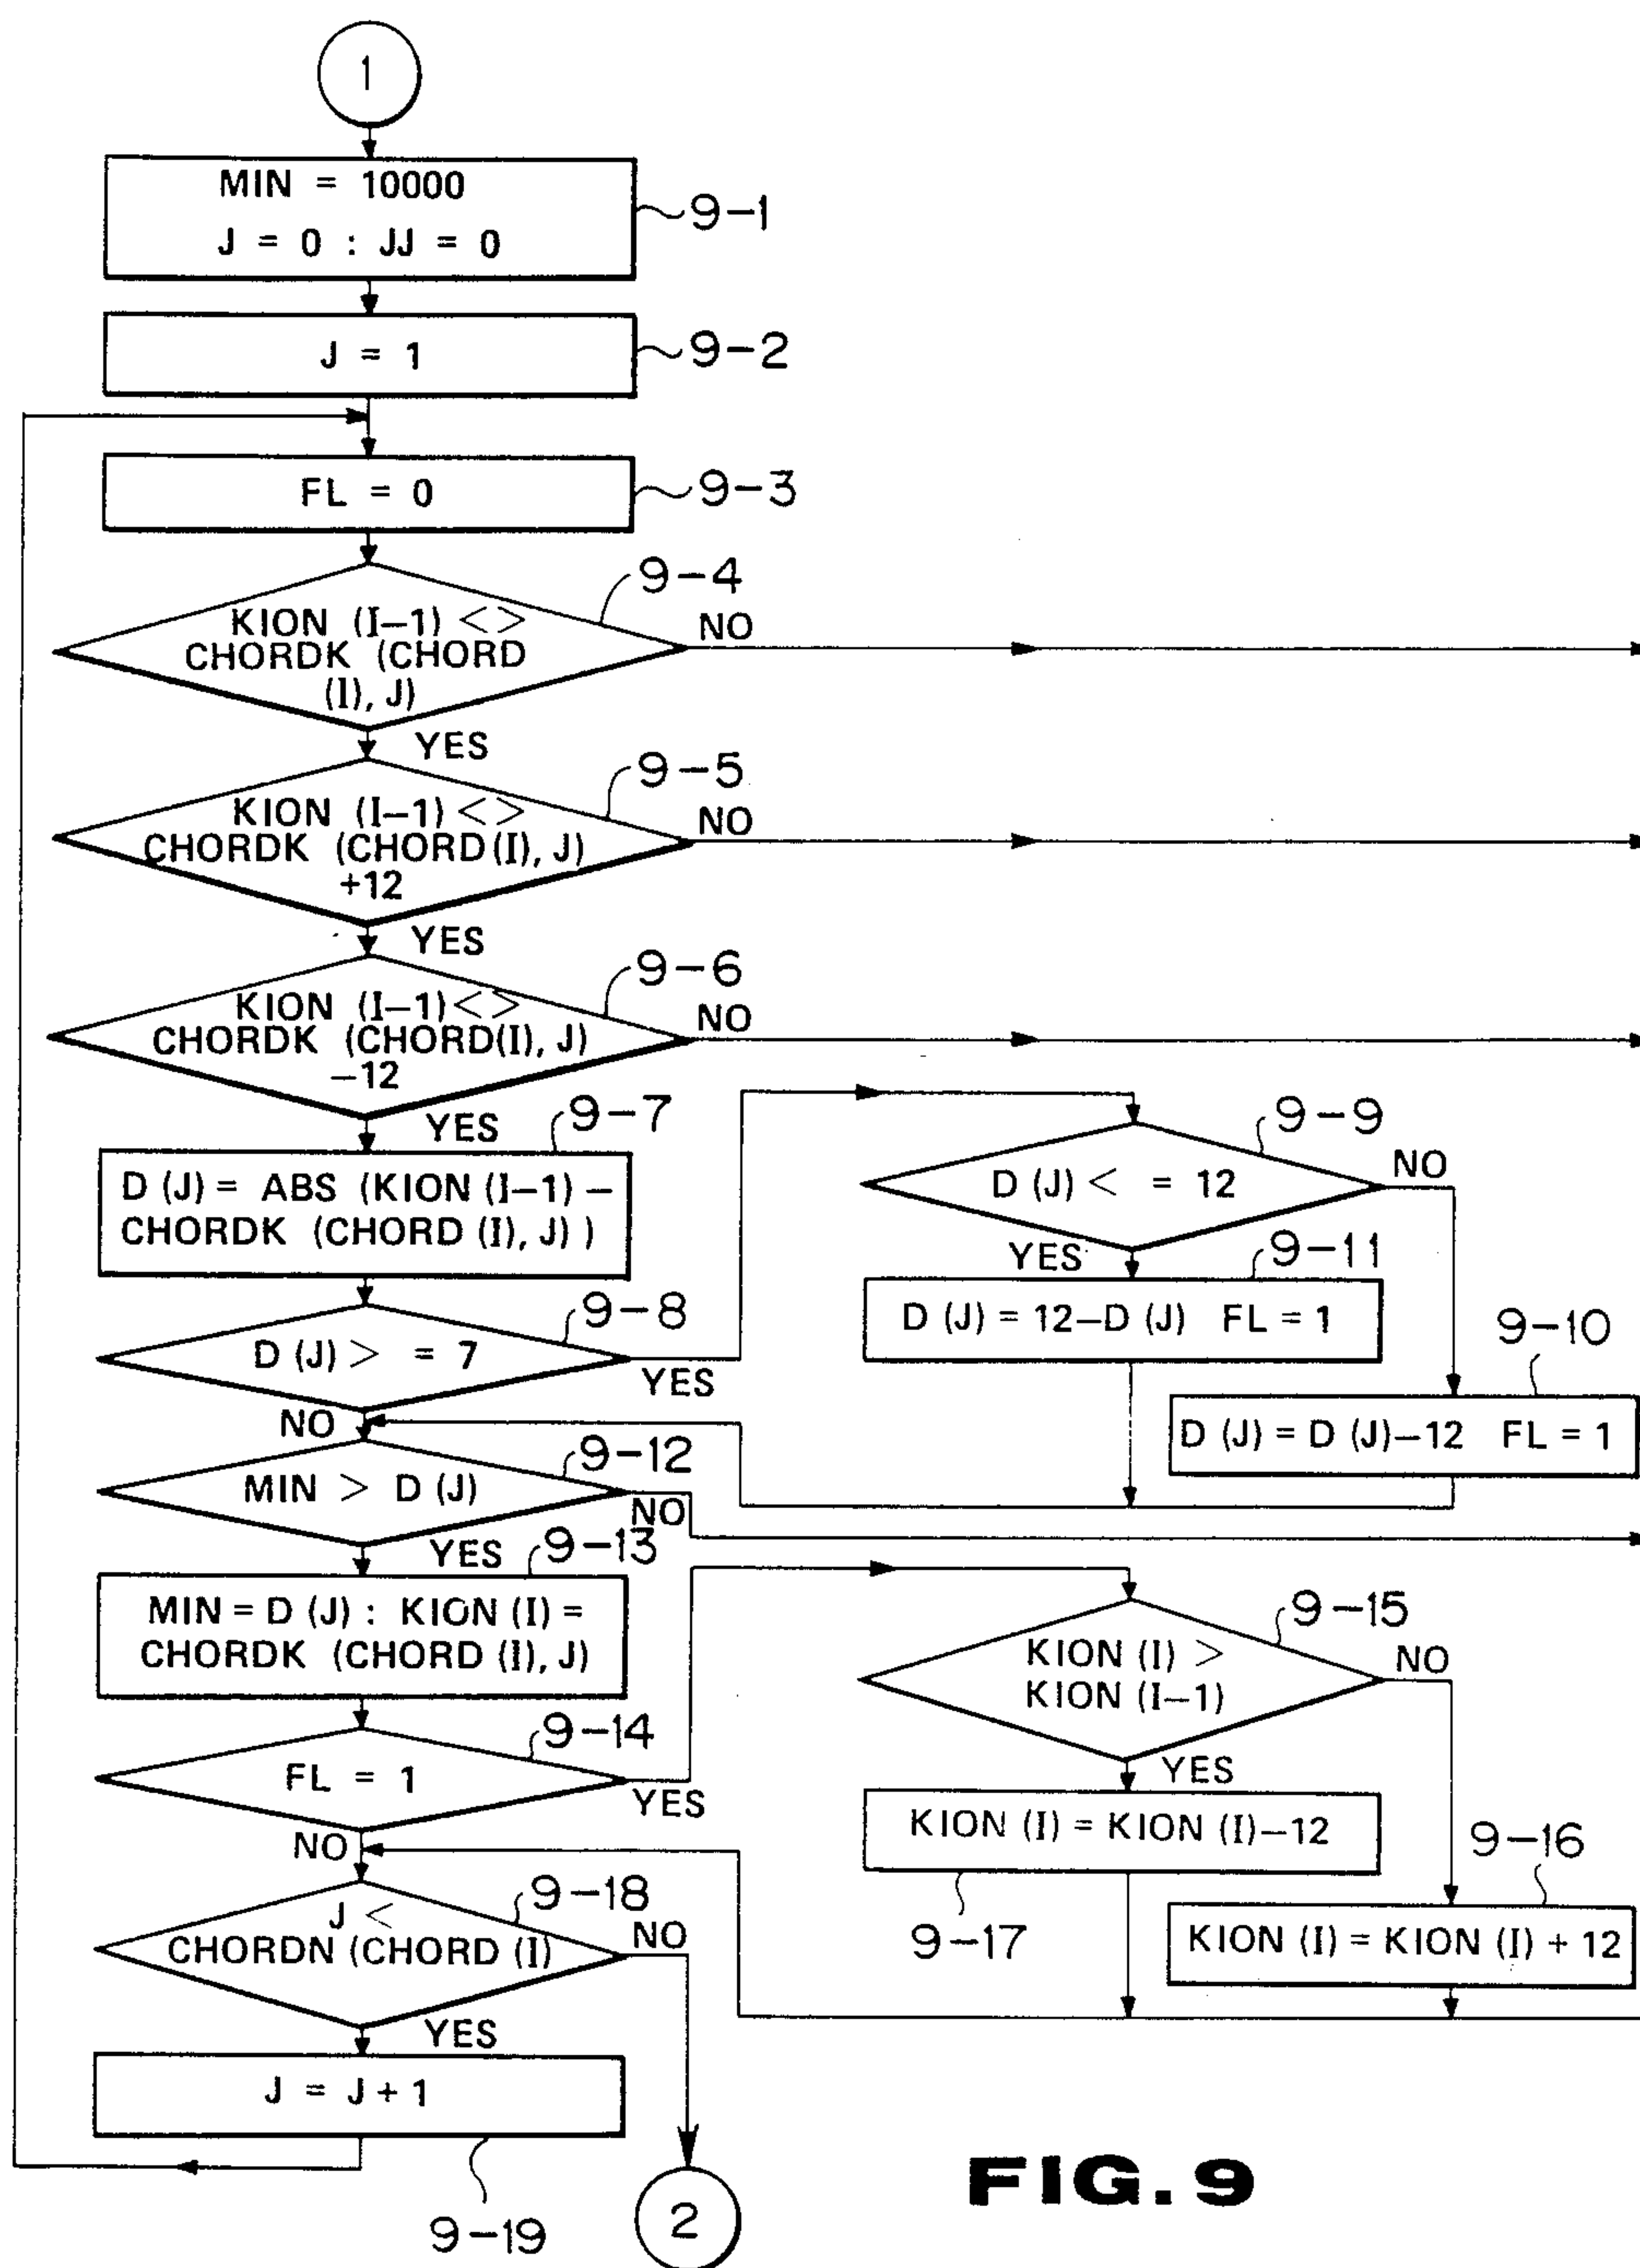 1
MIN = 10000
J = 0 : JJ = 0
9-1
J = 1
9-2
FL = 0
9-3
9-4
KION (I-1) <>
CHORDK (CHORD
(I), J)
NO
YES
9-5
KION (I-1) <>
CHORDK (CHORD(I), J)
+12
NO
YES
9-6
KION (I-1) <>
CHORDK (CHORD(I), J)
-12
NO
YES
9-7
D (J) = ABS (KION (I-1) -
CHORDK (CHORD (I), J) )
9-8
D (J) > = 7
YES
NO
9-9
D (J) < = 12
NO
YES
9-11
D (J) = 12-D (J) FL = 1
9-10
D (J) = D (J)-12 FL = 1
9-12
MIN > D (J)
NO
YES
9-13
MIN = D (J) : KION (I) =
CHORDK (CHORD (I), J)
9-14
FL = 1
YES
NO
9-15
KION (I) >
KION (I-1)
NO
YES
KION (I) = KION (I)-12
9-17
9-16
KION (I) = KION (I) + 12
9-18
J <
CHORDN (CHORD (I)
NO
YES
J = J+1
9-19
2
FIG. 9